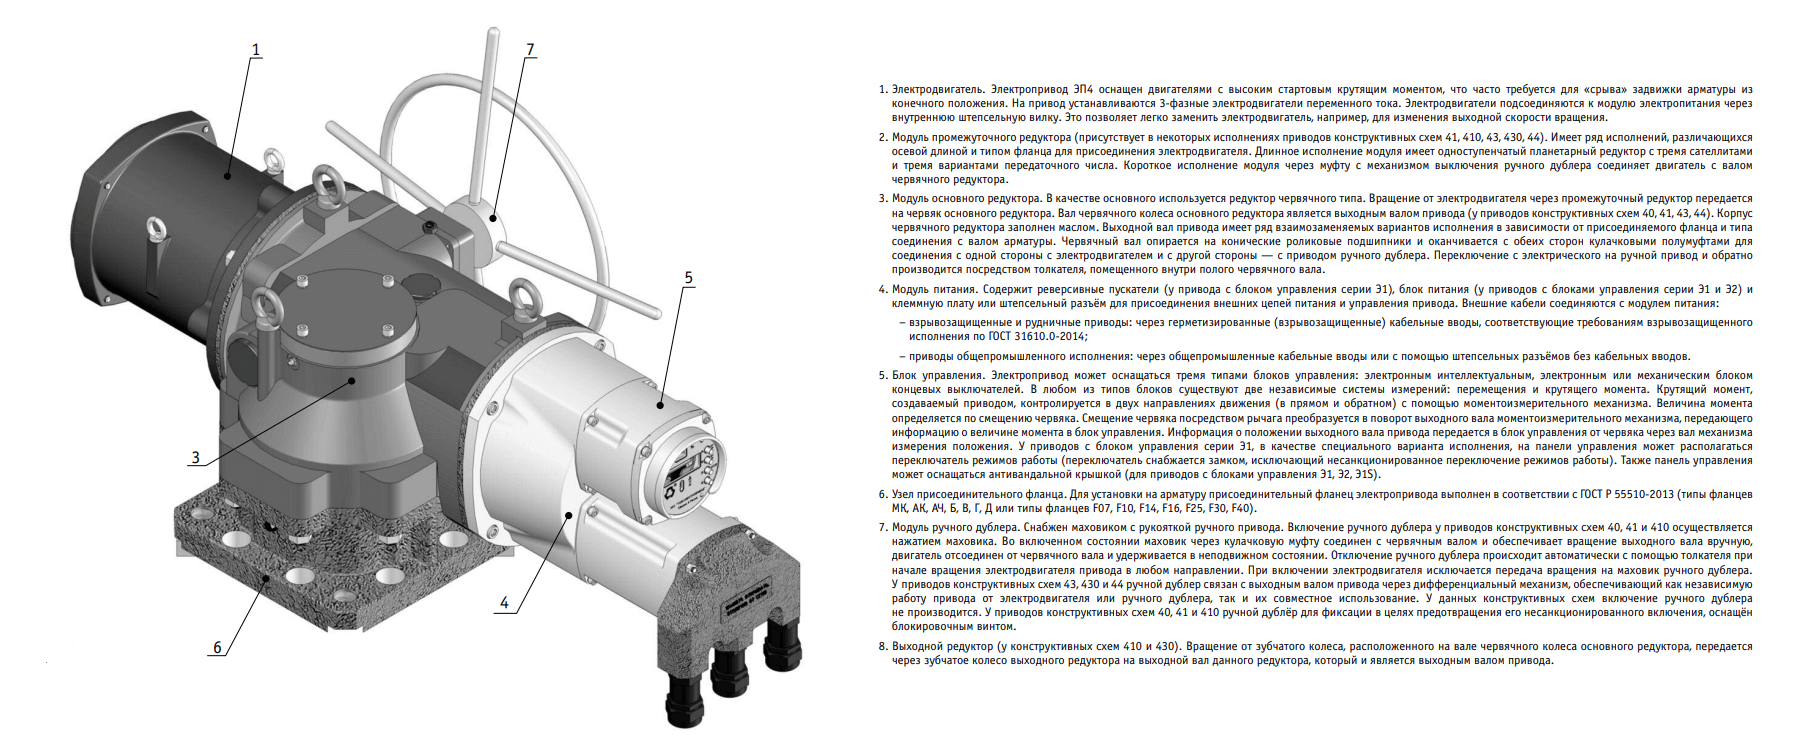 1
7
5
3
4
6
1. Электродвигатель. Электропривод ЭП4 оснащен двигателями с высоким стартовым крутящим моментом, что часто требуется для «срыва» задвижки арматуры из
конечного положения. На привод устанавливаются 3-фазные электродвигатели переменного тока. Электродвигатели подсоединяются к модулю электропитания через
внутреннюю штепсельную вилку. Это позволяет легко заменить электродвигатель, например, для изменения выходной скорости вращения.
2. Модуль промежуточного редуктора (присутствует в некоторых исполнениях приводов конструктивных схем 41, 410, 43, 430, 44). Имеет ряд исполнений, различающихся
осевой длиной и типом фланца для присоединения электродвигателя. Длинное исполнение модуля имеет одноступенчатый планетарный редуктор с тремя сателлитами
и тремя вариантами передаточного числа. Короткое исполнение модуля через муфту с механизмом выключения ручного дублера соединяет двигатель с валом
червячного редуктора.
3. Модуль основного редуктора. В качестве основного используется редуктор червячного типа. Вращение от электродвигателя через промежуточный редуктор передается
на червяк основного редуктора. Вал червячного колеса основного редуктора является выходным валом привода (у приводов конструктивных схем 40, 41, 43, 44). Корпус
червячного редуктора заполнен маслом. Выходной вал привода имеет ряд взаимозаменяемых вариантов исполнения в зависимости от присоединяемого фланца и типа
соединения с валом арматуры. Червячный вал опирается на конические роликовые подшипники и оканчивается с обеих сторон кулачковыми полумуфтами для
соединения с одной стороны с электродвигателем и с другой стороны — с приводом ручного дублера. Переключение с электрического на ручной привод и обратно
производится посредством толкателя, помещенного внутри полого червячного вала.
4. Модуль питания. Содержит реверсивные пускатели (у привода с блоком управления серии Э1), блок питания (у приводов с блоками управления серии Э1 и Э2) и
клеммную плату или штепсельный разъём для присоединения внешних цепей питания и управления привода. Внешние кабели соединяются с модулем питания:
– взрывозащищенные и рудничные приводы: через герметизированные (взрывозащищенные) кабельные вводы, соответствующие требованиям взрывозащищенного
исполнения по ГОСТ 31610.0-2014;
– приводы общепромышленного исполнения: через общепромышленные кабельные вводы или с помощью штепсельных разъёмов без кабельных вводов.
5. Блок управления. Электропривод может оснащаться тремя типами блоков управления: электронным интеллектуальным, электронным или механическим блоком
концевых выключателей. В любом из типов блоков существуют две независимые системы измерений: перемещения и крутящего момента. Крутящий момент,
создаваемый приводом, контролируется в двух направлениях движения (в прямом и обратном) с помощью моментоизмерительного механизма. Величина момента
определяется по смещению червяка. Смещение червяка посредством рычага преобразуется в поворот выходного вала моментоизмерительного механизма, передающего
информацию о величине момента в блок управления. Информация о положении выходного вала привода передается в блок управления от червяка через вал механизма
измерения положения. У приводов с блоком управления серии Э1, в качестве специального варианта исполнения, на панели управления может располагаться
переключатель режимов работы (переключатель снабжается замком, исключающий несанкционированное переключение режимов работы). Также панель управления
может оснащаться антивандальной крышкой (для приводов с блоками управления Э1, Э2, Э1S).
6. Узел присоединительного фланца. Для установки на арматуру присоединительный фланец электропривода выполнен в соответствии с ГОСТ Р 55510-2013 (типы фланцев
МК, АК, АЧ, Б, В, Г, Д или типы фланцев F07, F10, F14, F16, F25, F30, F40).
7. Модуль ручного дублера. Снабжен маховиком с рукояткой ручного привода. Включение ручного дублера у приводов конструктивных схем 40, 41 и 410 осуществляется
нажатием маховика. Во включенном состоянии маховик через кулачковую муфту соединен с червячным валом и обеспечивает вращение выходного вала вручную,
двигатель отсоединен от червячного вала и удерживается в неподвижном состоянии. Отключение ручного дублера происходит автоматически с помощью толкателя при
начале вращения электродвигателя привода в любом направлении. При включении электродвигателя исключается передача вращения на маховик ручного дублера.
У приводов конструктивных схем 43, 430 и 44 ручной дублер связан с выходным валом привода через дифференциальный механизм, обеспечивающий как независимую
работу привода от электродвигателя или ручного дублера, так и их совместное использование. У данных конструктивных схем включение ручного дублера
не производится. У приводов конструктивных схем 40, 41 и 410 ручной дублёр для фиксации в целях предотвращения его несанкционированного включения, оснащён
блокировочным винтом.
8. Выходной редуктор (у конструктивных схем 410 и 430). Вращение от зубчатого колеса, расположенного на вале червячного колеса основного редуктора, передается
через зубчатое колесо выходного редуктора на выходной вал данного редуктора, который и является выходным валом привода.